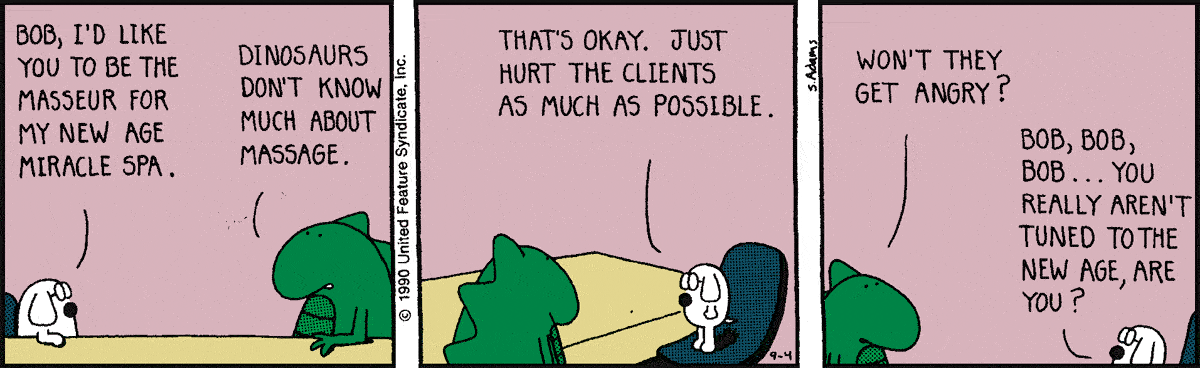 BOB, I'D LIKE
YOU TO BE THE
MASSEUR FOR
MY NEW AGE
MIRACLE SPA.
DINOSAURS
DON'T KNOW
MUCH ABOUT
MASSAGE.
© 1990 United Feature Syndicate, Inc.
THAT'S OKAY. JUST
HURT THE CLIENTS
AS MUCH AS POSSIBLE.
9-4
S.Adams
WON'T THEY
GET ANGRY?
BOB, BOB,
BOB... YOU
REALLY AREN'T
TUNED TO THE
NEW AGE, ARE
YOU?